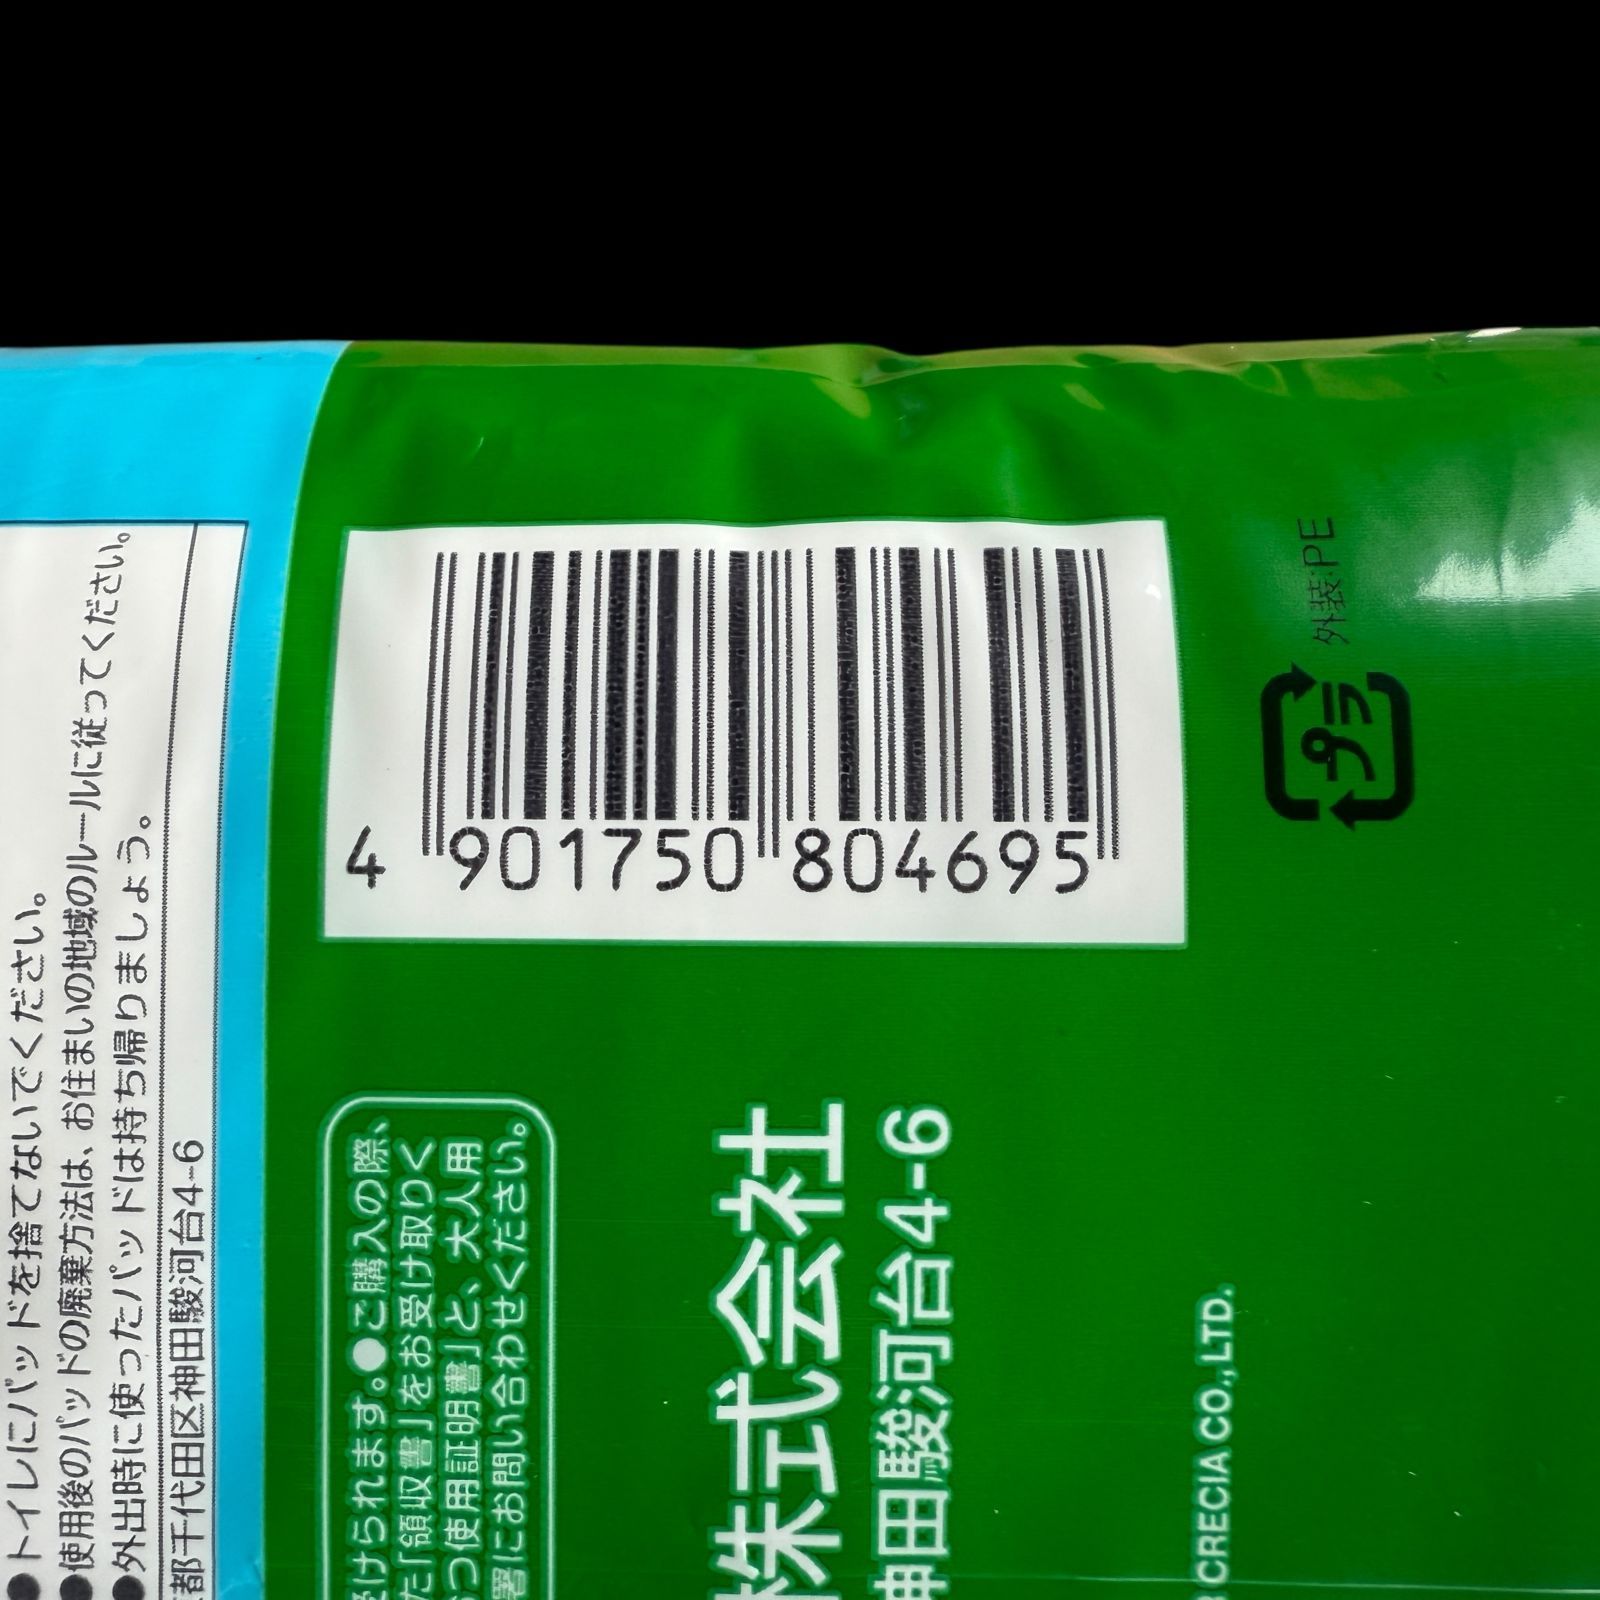 4 901750 804695
外装:PE
プラ
●トイレにパッドを捨てないでください。
●使用後のパッドの廃棄方法は、お住まいの地域のルールに従ってください。
●外出時に使ったパッドは持ち帰りましょう。
都千代田区神田駿河台4-6
受けられます。●ご購入の際、
た「領収書」をお受け取りく
つ使用証明書」と、大人用
署にお問い合わせください。
株式会社
神田駿河台4-6
CRECIA CO.,LTD.